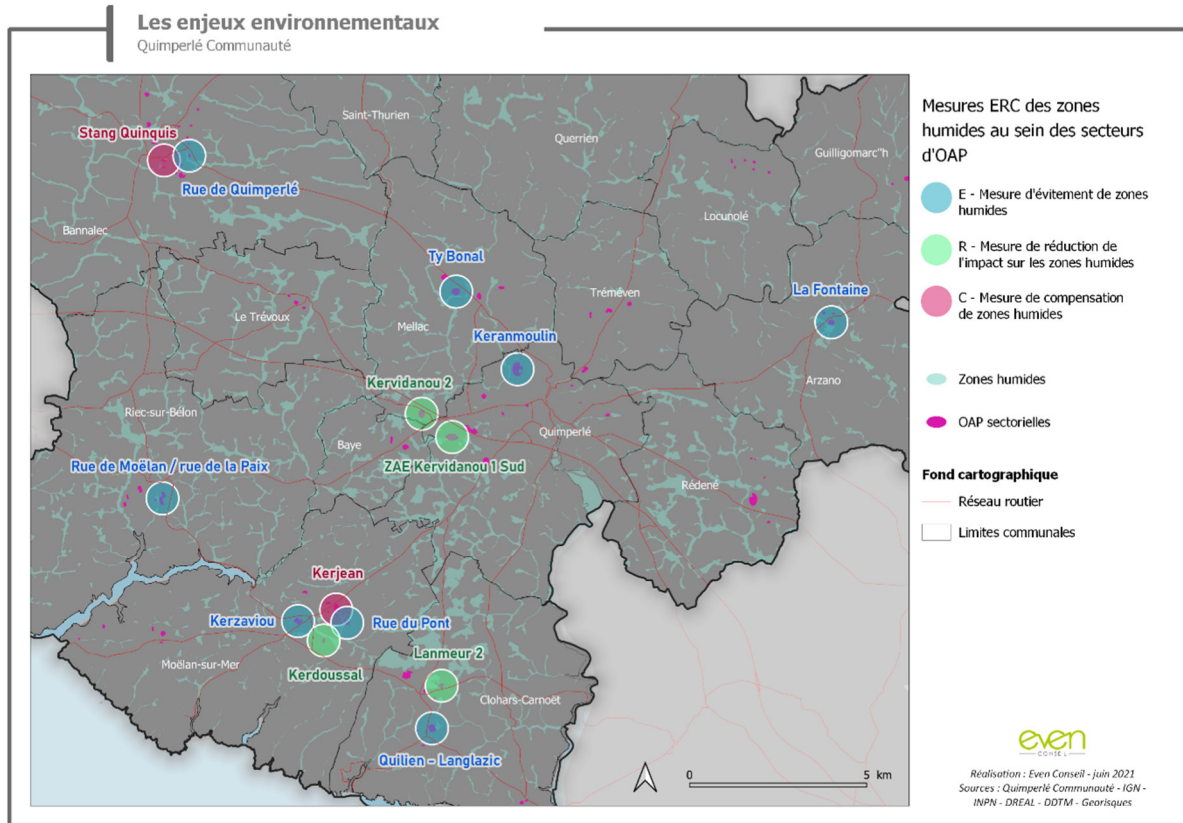 Les enjeux environnementaux
Quimperlé Communauté
Saint-Thurien
Querrien
Guilligomarc"h
Stang Quinquis
Rue de Quimperlé
Locunolé
Bannalec
Ty Bonal
La Fontaine
Trémèven
Le Trévoux
Mellac
Keranmoulin
Arzano
Kervidanou 2
Riec-sur-Bélon
Baye
Quimperlé
ZAE Kervidanou 1 Sud
Rue de Moëlan / rue de la Paix
Rédené
Kerjean
Kerzaviou
Rue du Pont
Lanmeur 2
Moëlan-sur-Mer
Kerdoussal
Clohars-Carnoët
Quilien - Langlazic
0
5 km
Mesures ERC des zones
humides au sein des secteurs
d'OAP
E - Mesure d'évitement de zones
humides
R - Mesure de réduction de
l'impact sur les zones humides
C - Mesure de compensation
de zones humides
Zones humides
OAP sectorielles
Fond cartographique
Réseau routier
Limites communales
even
CONSEIL
Réalisation : Even Conseil - juin 2021
Sources : Quimperlé Communauté - IGN -
INPN - DREAL - DDTM - Georisques